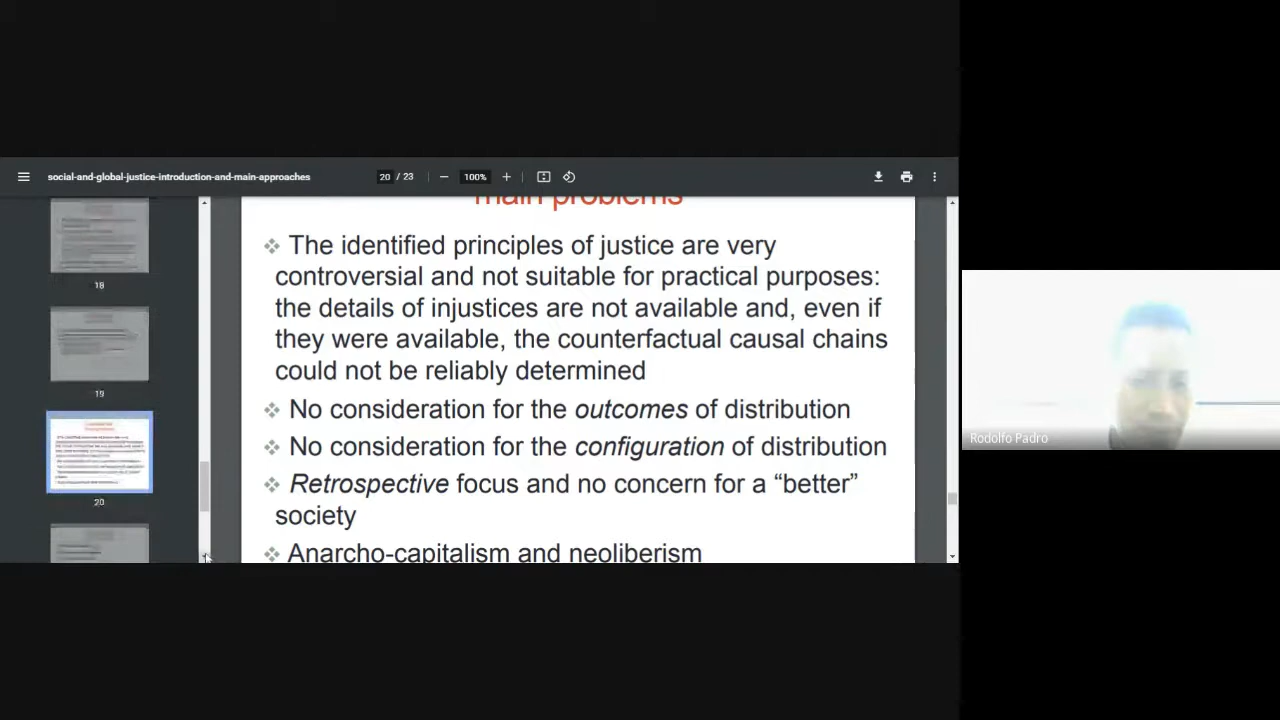 social-and-global-justice-introduction-and-main-approaches
20 / 23
100%
main problems
The identified principles of justice are very
controversial and not suitable for practical purposes:
the details of injustices are not available and, even if
they were available, the counterfactual causal chains
could not be reliably determined
No consideration for the outcomes of distribution
No consideration for the configuration of distribution
Retrospective focus and no concern for a “better”
society
Anarcho-capitalism and neoliberism
18
19
20
Rodolfo Padro